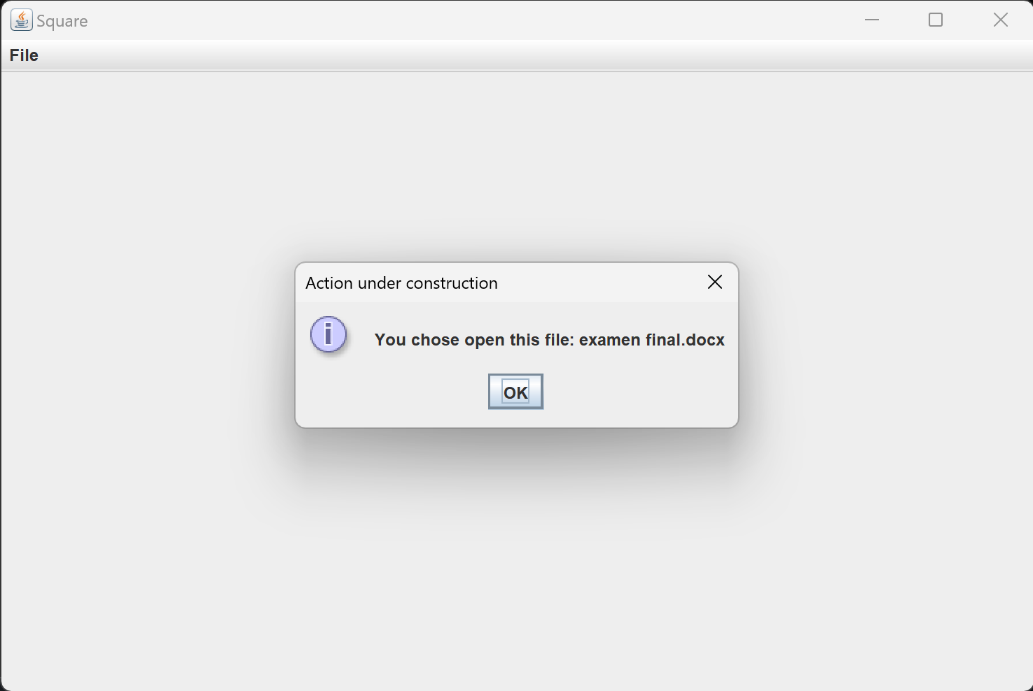 Square
File
Action under construction
i
You chose open this file: examen final.docx
OK